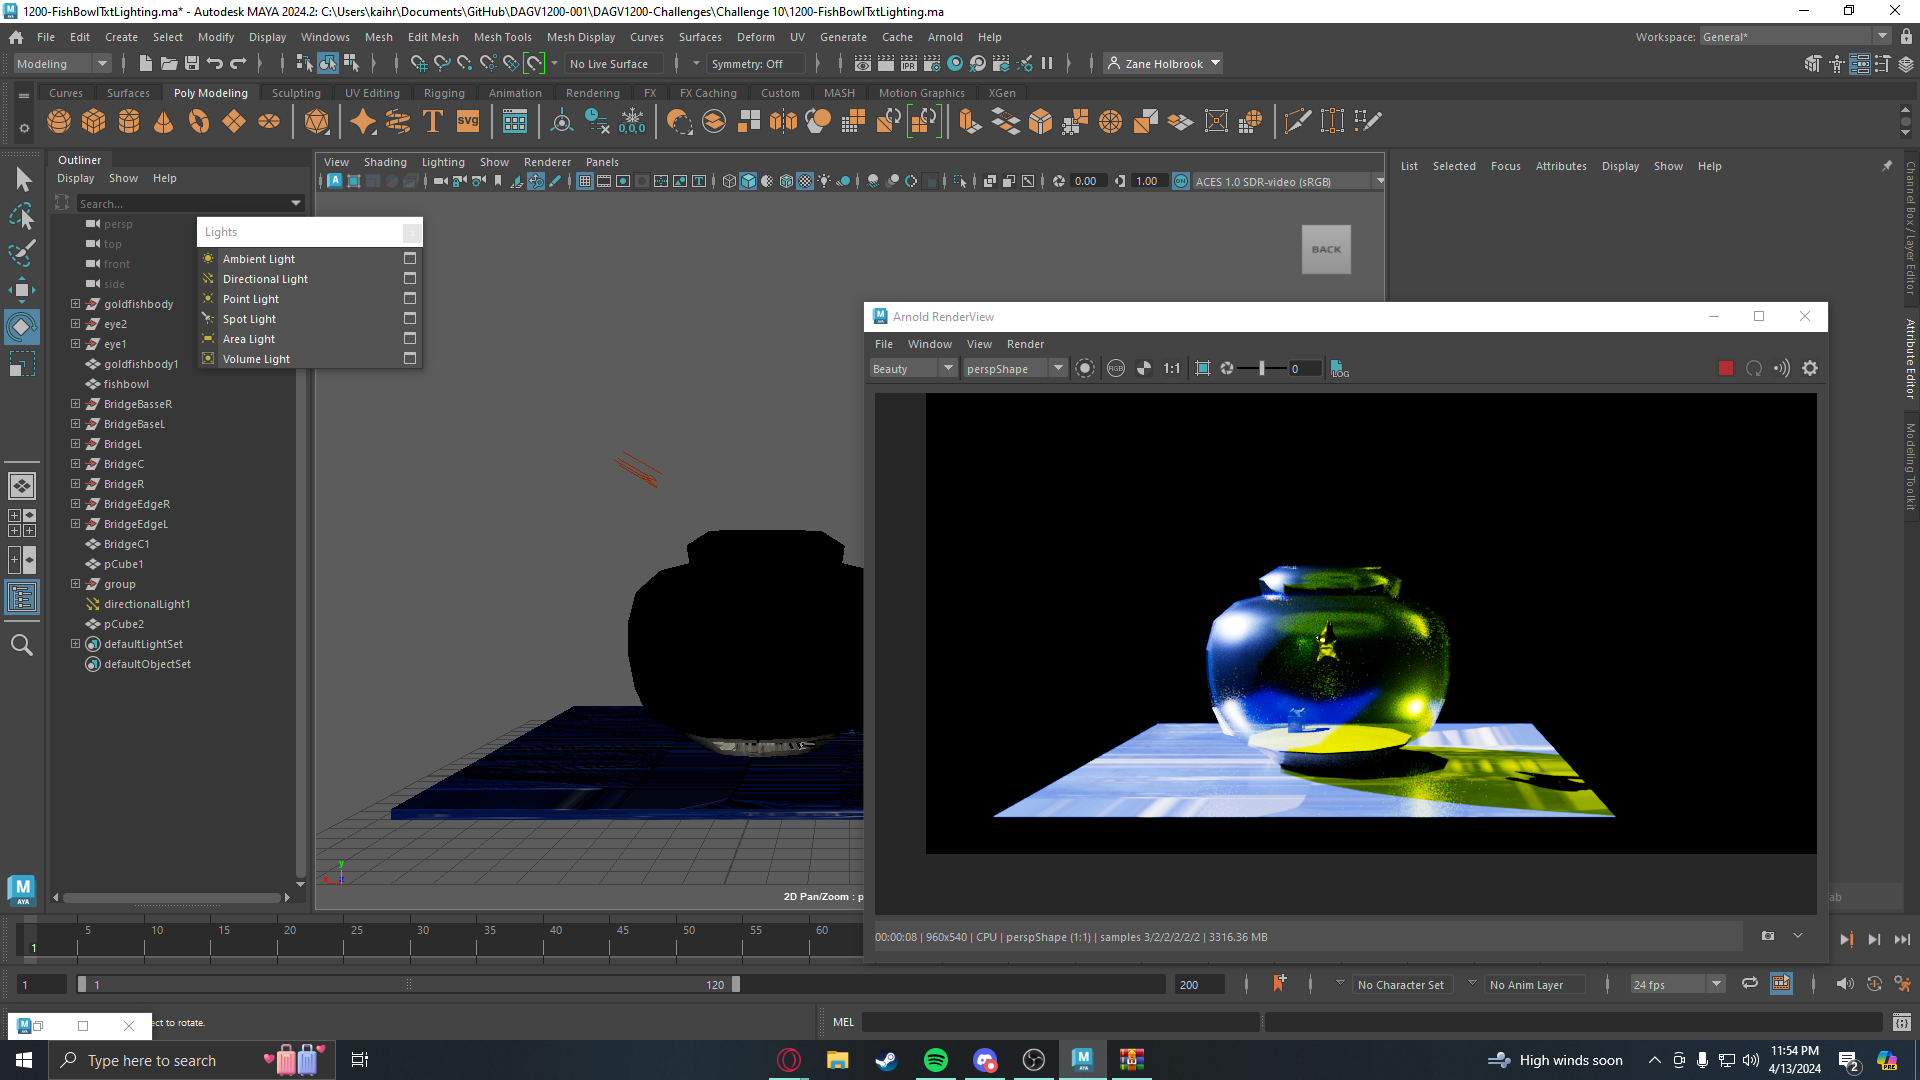 1200-FishBowlTxtLighting.ma* - Autodesk MAYA 2024.2: C:\Users\kaihr\Documents\GitHub\DAGV1200-001\DAGV1200-Challenges\Challenge 10\1200-FishBowlTxtLighting.ma
File Edit Create Select Modify Display Windows Mesh Edit Mesh Mesh Tools Mesh Display Curves Surfaces Deform UV Generate Cache Arnold Help
Workspace: General*
Modeling
No Live Surface
Symmetry: Off
Zane Holbrook
Curves Surfaces Poly Modeling Sculpting UV Editing Rigging Animation Rendering FX FX Caching Custom MASH Motion Graphics XGen
Outliner
Display Show Help
Search...
persp
top
front
side
goldfishbody
eye2
eye1
goldfishbody1
fishbowl
BridgeBasseR
BridgeBaseL
BridgeL
BridgeC
BridgeR
BridgeEdgeR
BridgeEdgeL
BridgeC1
pCube1
group
directionalLight1
pCube2
defaultLightSet
defaultObjectSet
Lights
Ambient Light
Directional Light
Point Light
Spot Light
Area Light
Volume Light
View Shading Lighting Show Renderer Panels
0.00
1.00
ACES 1.0 SDR-video (sRGB)
BACK
2D Pan/Zoom : p
List Selected Focus Attributes Display Show Help
Channel Box / Layer Editor
Attribute Editor
Modeling Toolkit
Arnold RenderView
File Window View Render
Beauty
perspShape
RGB
1:1
0
LOG
00:00:08 | 960x540 | CPU | perspShape (1:1) | samples 3/2/2/2/2/2 | 3316.36 MB
ab
1
5 10 15 20 25 30 35 40 45 50 55 60
1
1
120
200
No Character Set
No Anim Layer
24 fps
ect to rotate.
MEL
Type here to search
High winds soon
11:54 PM
4/13/2024
2